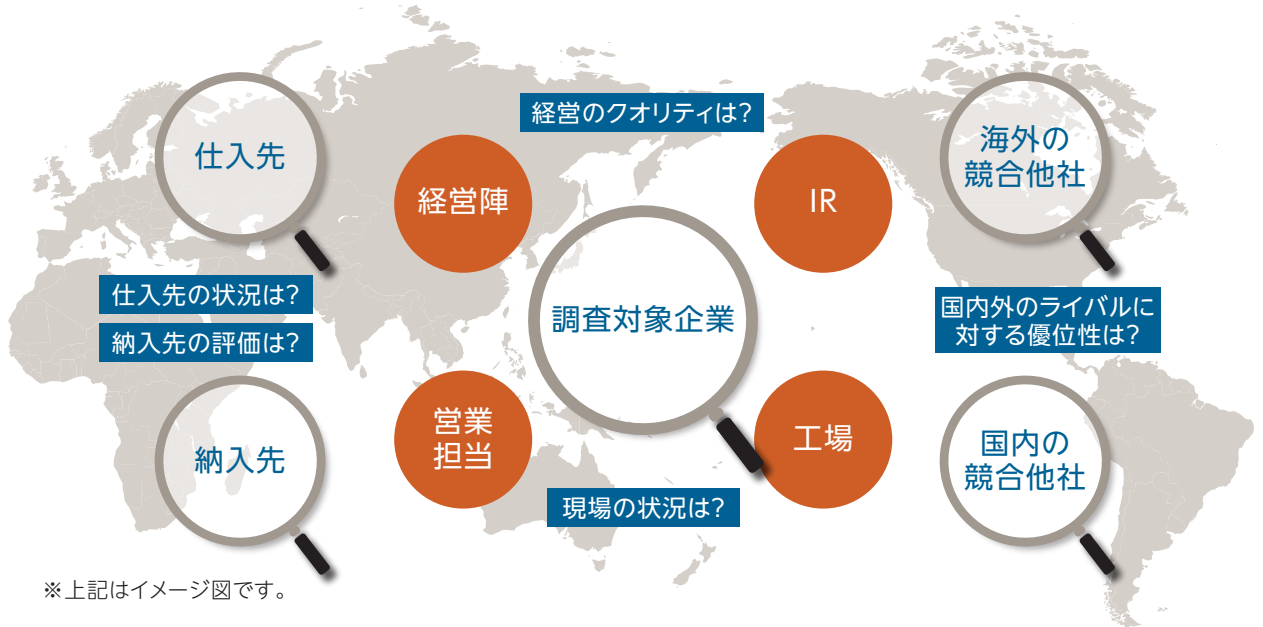 経営のクオリティは?
仕入先
経営陣
IR
海外の
競合他社
仕入先の状況は?
納入先の評価は?
調査対象企業
国内外のライバルに
対する優位性は?
納入先
営業
担当
工場
国内の
競合他社
現場の状況は?
※上記はイメージ図です。